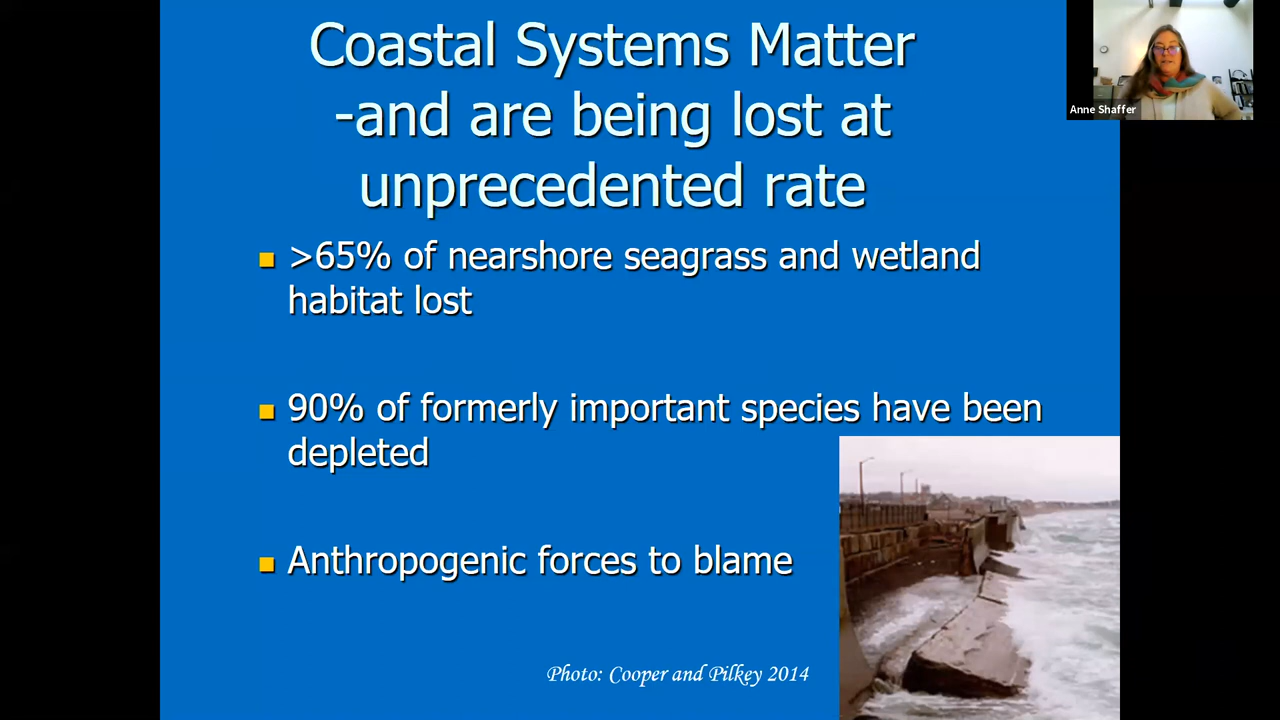 Coastal Systems Matter
-and are being lost at
unprecedented rate
>65% of nearshore seagrass and wetland
habitat lost
90% of formerly important species have been
depleted
Anthropogenic forces to blame
Photo: Cooper and Pilkey 2014
Anne Shaffer